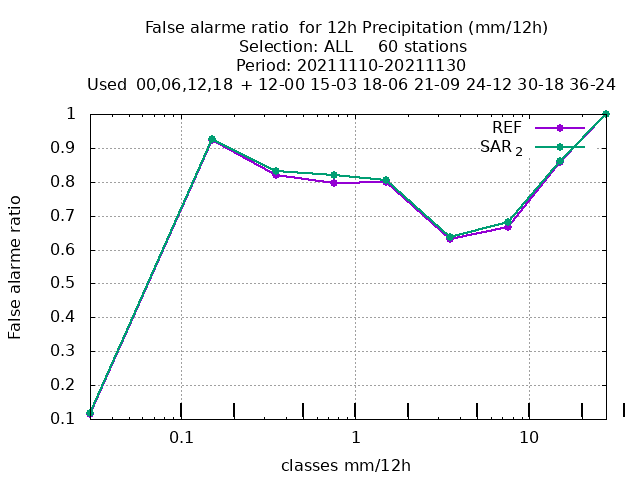 False alarme ratio  for 12h Precipitation (mm/12h)
Selection: ALL     60 stations
Period: 20211110-20211130
Used  00,06,12,18  + 12-00 15-03 18-06 21-09 24-12 30-18 36-24
REF
SAR 2
1
0.9
0.8
0.7
0.6
0.5
0.4
0.3
0.2
0.1
False alarme ratio
0.1 1 10
classes mm/12h